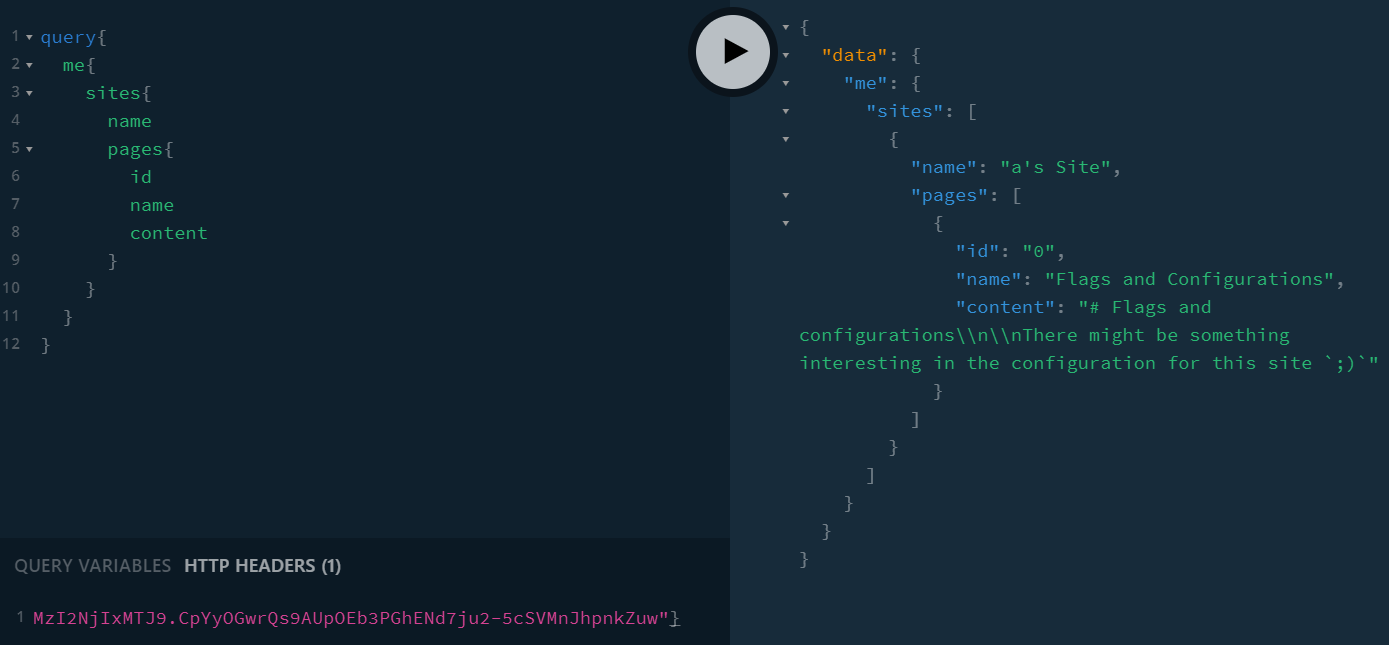 1 query{
2 me{
3 sites{
4 name
5 pages{
6 id
7 name
8 content
9 }
10 }
11 }
12 }
QUERY VARIABLES HTTP HEADERS (1)
1 MzI2NjIxMTJ9.CpYyOGwrQs9AUpOEb3PGhENd7ju2-5cSVMnJhpnkZuw"}
{
"data": {
"me": {
"sites": [
{
"name": "a's Site",
"pages": [
{
"id": "0",
"name": "Flags and Configurations",
"content": "# Flags and
configurations\\n\\nThere might be something
interesting in the configuration for this site `;)`"
}
]
}
]
}
}
}